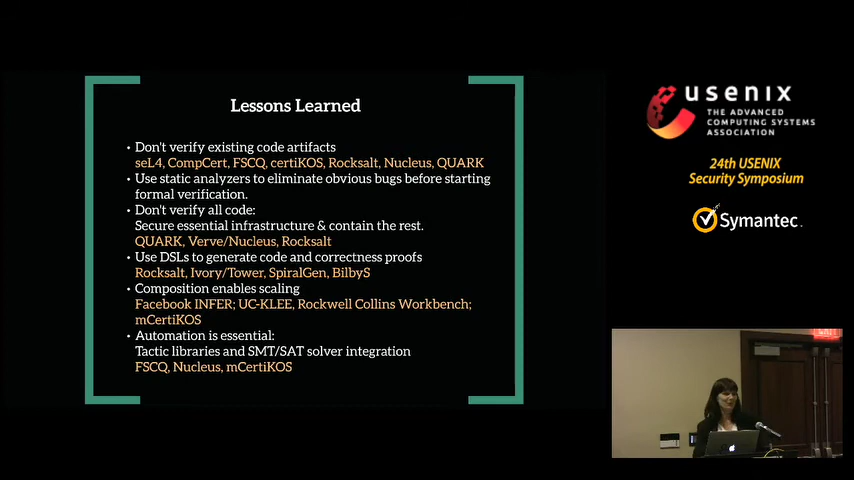 Lessons Learned
• Don't verify existing code artifacts
seL4, CompCert, FSCQ, certiKOS, Rocksalt, Nucleus, QUARK
• Use static analyzers to eliminate obvious bugs before starting
formal verification.
• Don't verify all code:
Secure essential infrastructure & contain the rest.
QUARK, Verve/Nucleus, Rocksalt
• Use DSLs to generate code and correctness proofs
Rocksalt, Ivory/Tower, SpiralGen, BilbyS
• Composition enables scaling
Facebook INFER; UC-KLEE, Rockwell Collins Workbench;
mCertiKOS
• Automation is essential:
Tactic libraries and SMT/SAT solver integration
FSCQ, Nucleus, mCertiKOS
usenix
THE ADVANCED
COMPUTING SYSTEMS
ASSOCIATION
24th USENIX
Security Symposium
Symantec.
EXIT